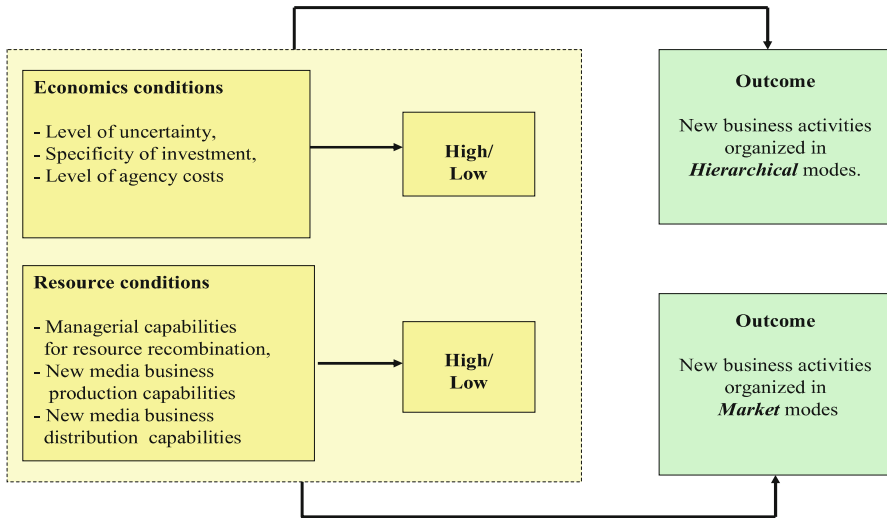 Economics conditions
- Level of uncertainty,
- Specificity of investment,
- Level of agency costs
High/
Low
Resource conditions
- Managerial capabilities
for resource recombination,
- New media business
production capabilities
- New media business
distribution capabilities
High/
Low
Outcome
New business activities
organized in
Hierarchical modes.
Outcome
New business activities
organized in
Market modes